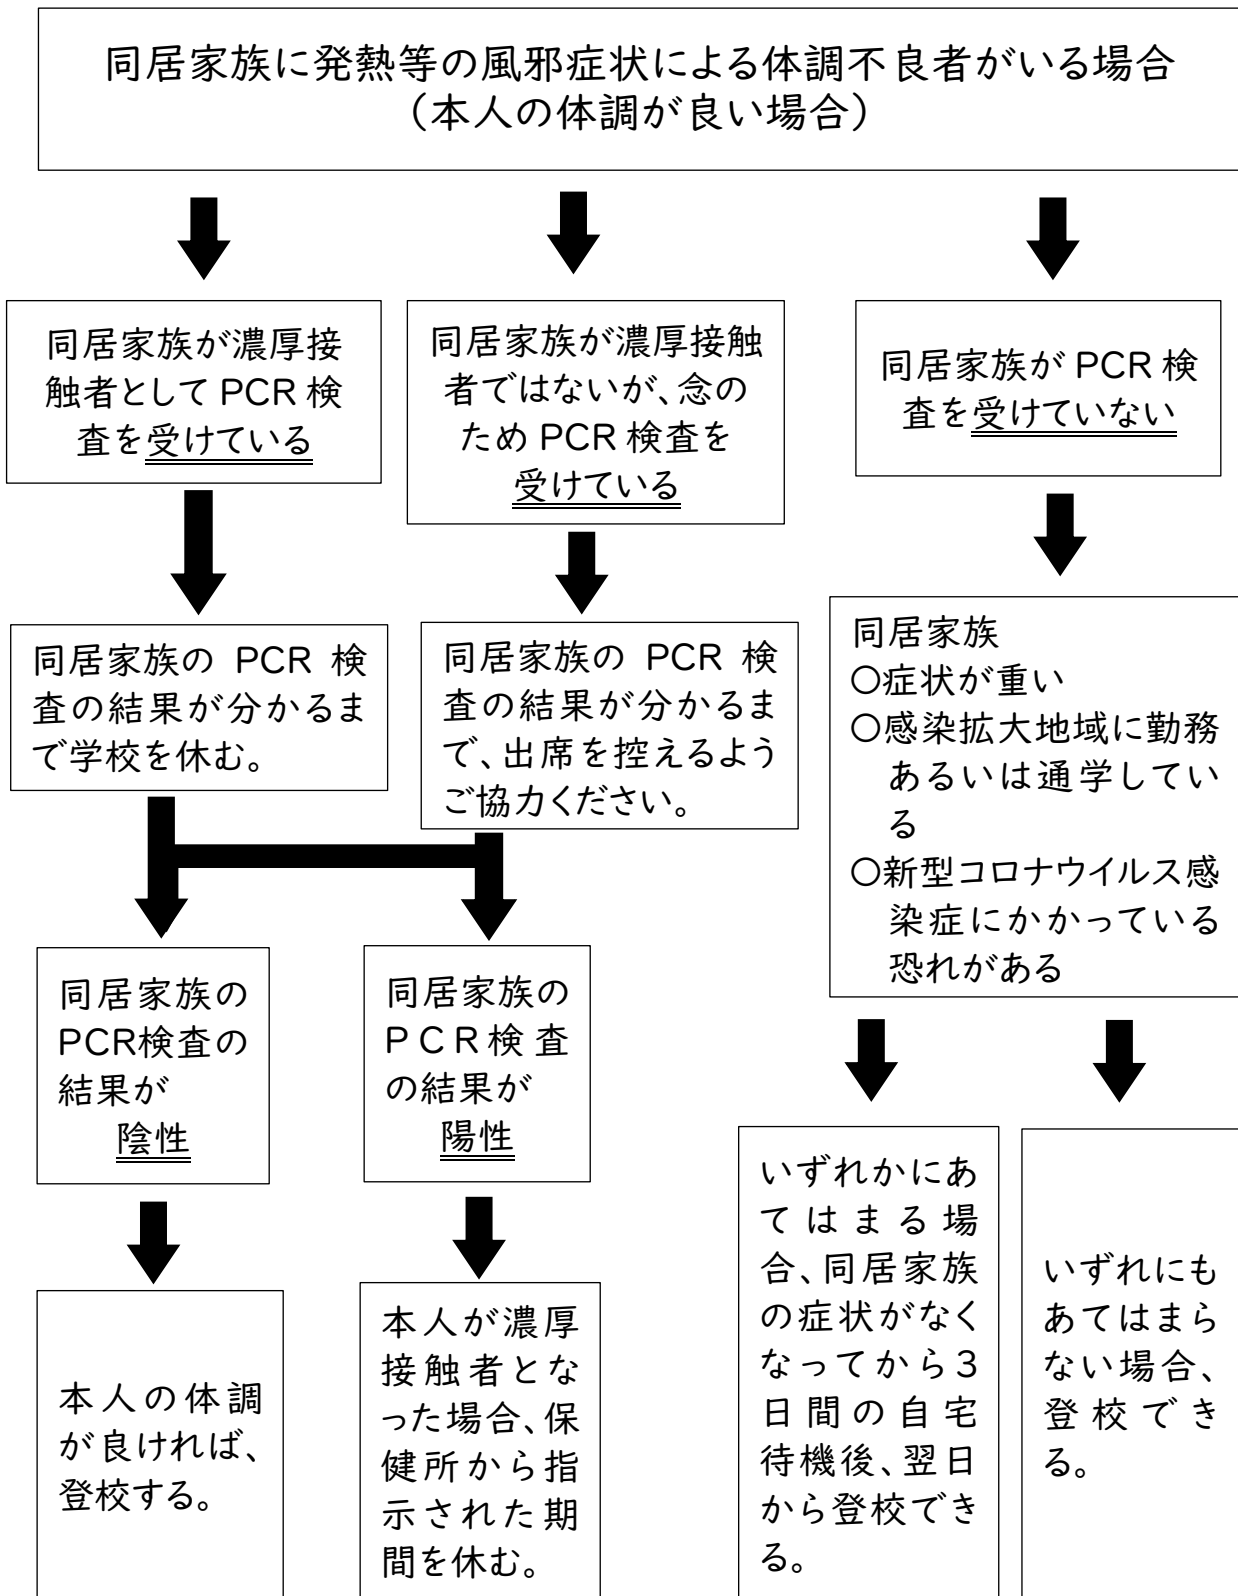 同居家族に発熱等の風邪症状による体調不良者がいる場合
（本人の体調が良い場合）
同居家族が濃厚接
触者として PCR 検
査を受けている
同居家族が濃厚接触
者ではないが、念の
ため PCR 検査を
受けている
同居家族が PCR 検
査を受けていない
同居家族の PCR 検
査の結果が分かるま
で学校を休む。
同居家族の PCR 検
査の結果が分かるま
で、出席を控えるよう
ご協力ください。
同居家族
○症状が重い
○感染拡大地域に勤務
あるいは通学してい
る
○新型コロナウイルス感
染症にかかっている
恐れがある
同居家族の
PCR検査の
結果が
陰性
同居家族の
PCR検査
の結果が
陽性
本人の体調
が良ければ、
登校する。
本人が濃厚
接触者とな
った場合、保
健所から指
示された期
間を休む。
いずれかにあ
てはまる場
合、同居家族
の症状がなく
なってから３
日間の自宅
待機後、翌日
から登校でき
る。
いずれにも
あてはまら
ない場合、
登校でき
る。